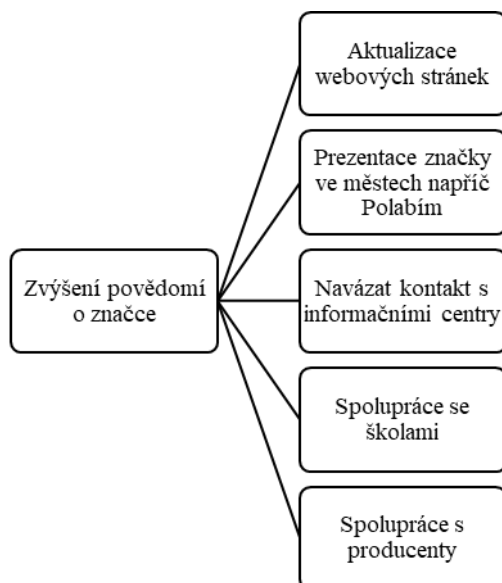 Zvýšení povědomí
o značce
Aktualizace
webových stránek
Prezentace značky
ve městech napříč
Polabím
Navázat kontakt s
informačními centry
Spolupráce se
školami
Spolupráce s
producenty